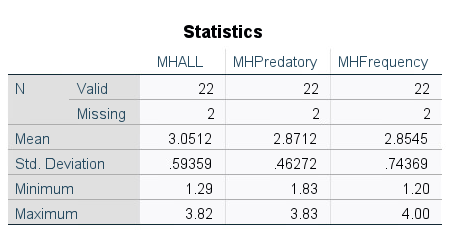 Statistics
MHALL MHPredatory MHFrequency
N Valid 22 22 22
Missing 2 2 2
Mean 3.0512 2.8712 2.8545
Std. Deviation .59359 .46272 .74369
Minimum 1.29 1.83 1.20
Maximum 3.82 3.83 4.00